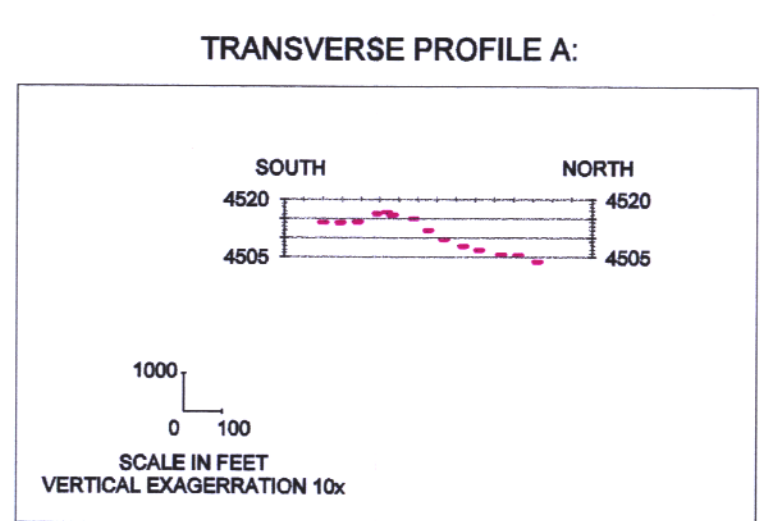 TRANSVERSE PROFILE A:
SOUTH NORTH
4520 4520
4505 4505
1000
0 100
SCALE IN FEET
VERTICAL EXAGERRATION 10x